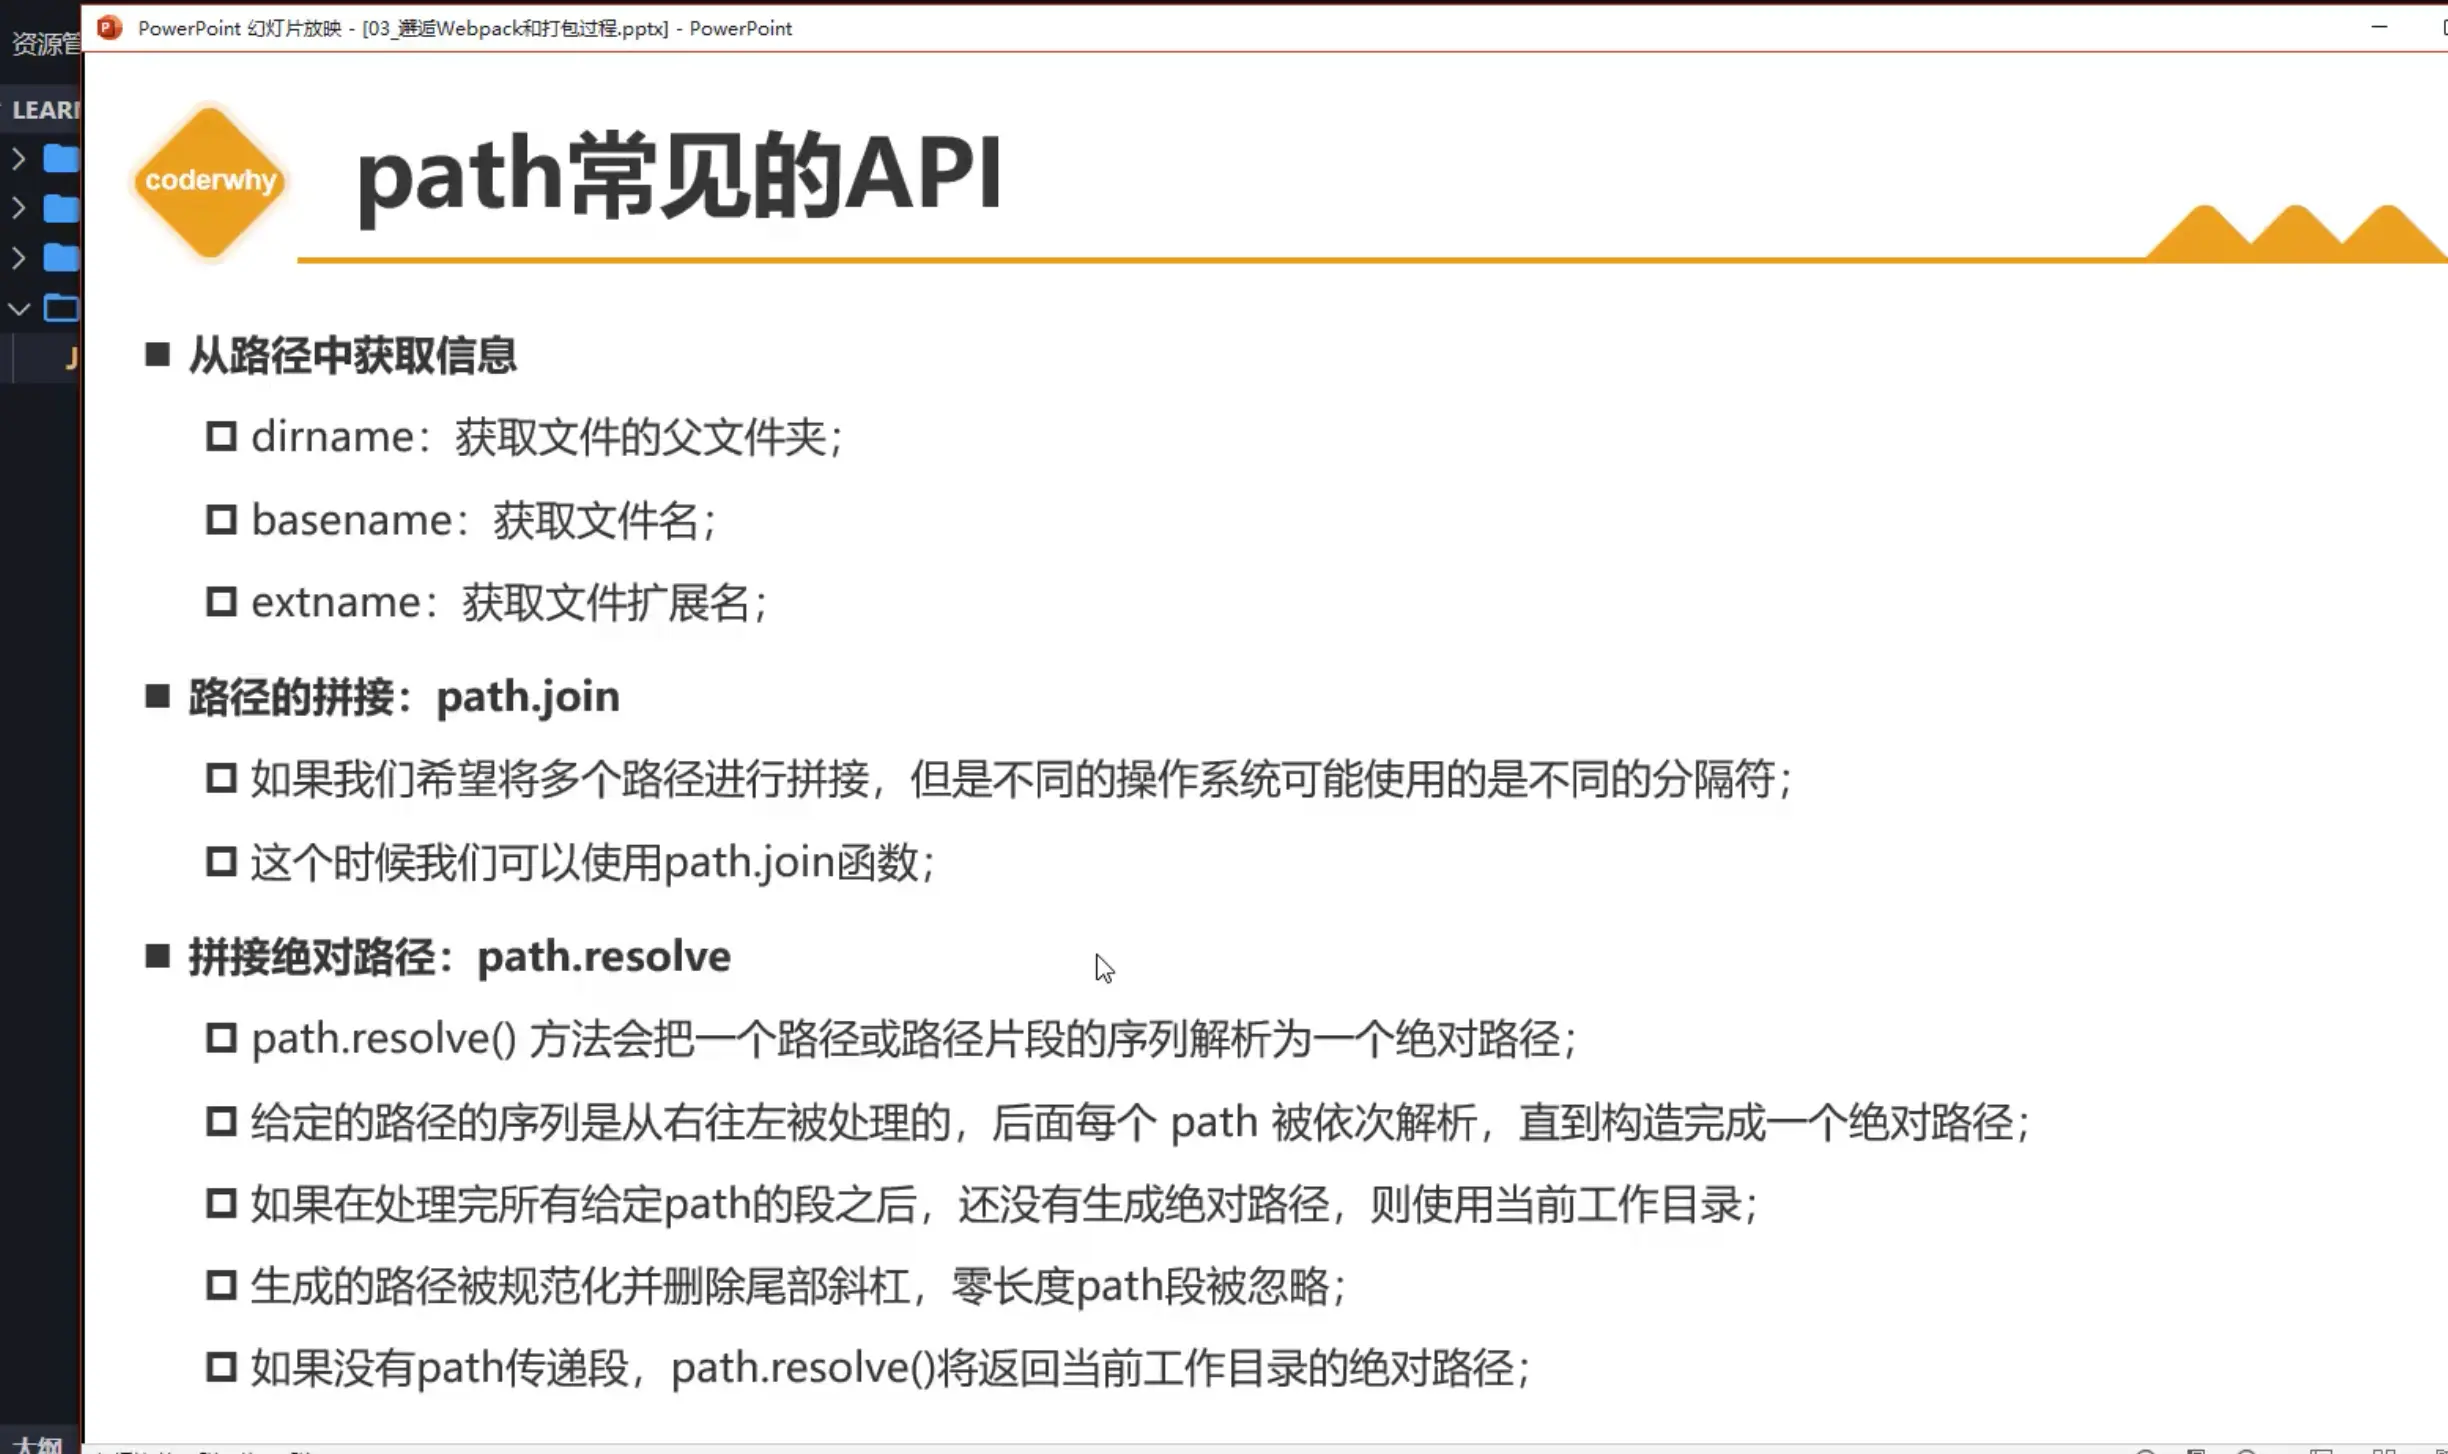 PowerPoint 幻灯片放映 - [03_邂逅Webpack和打包过程.pptx] - PowerPoint
资源管
LEAR
coderwhy
path常见的API
从路径中获取信息
dirname：获取文件的父文件夹；
basename：获取文件名；
extname：获取文件扩展名；
路径的拼接：path.join
如果我们希望将多个路径进行拼接，但是不同的操作系统可能使用的是不同的分隔符；
这个时候我们可以使用path.join函数；
拼接绝对路径：path.resolve
path.resolve() 方法会把一个路径或路径片段的序列解析为一个绝对路径；
给定的路径的序列是从右往左被处理的，后面每个 path 被依次解析，直到构造完成一个绝对路径；
如果在处理完所有给定path的段之后，还没有生成绝对路径，则使用当前工作目录；
生成的路径被规范化并删除尾部斜杠，零长度path段被忽略；
如果没有path传递段，path.resolve()将返回当前工作目录的绝对路径；
大纲